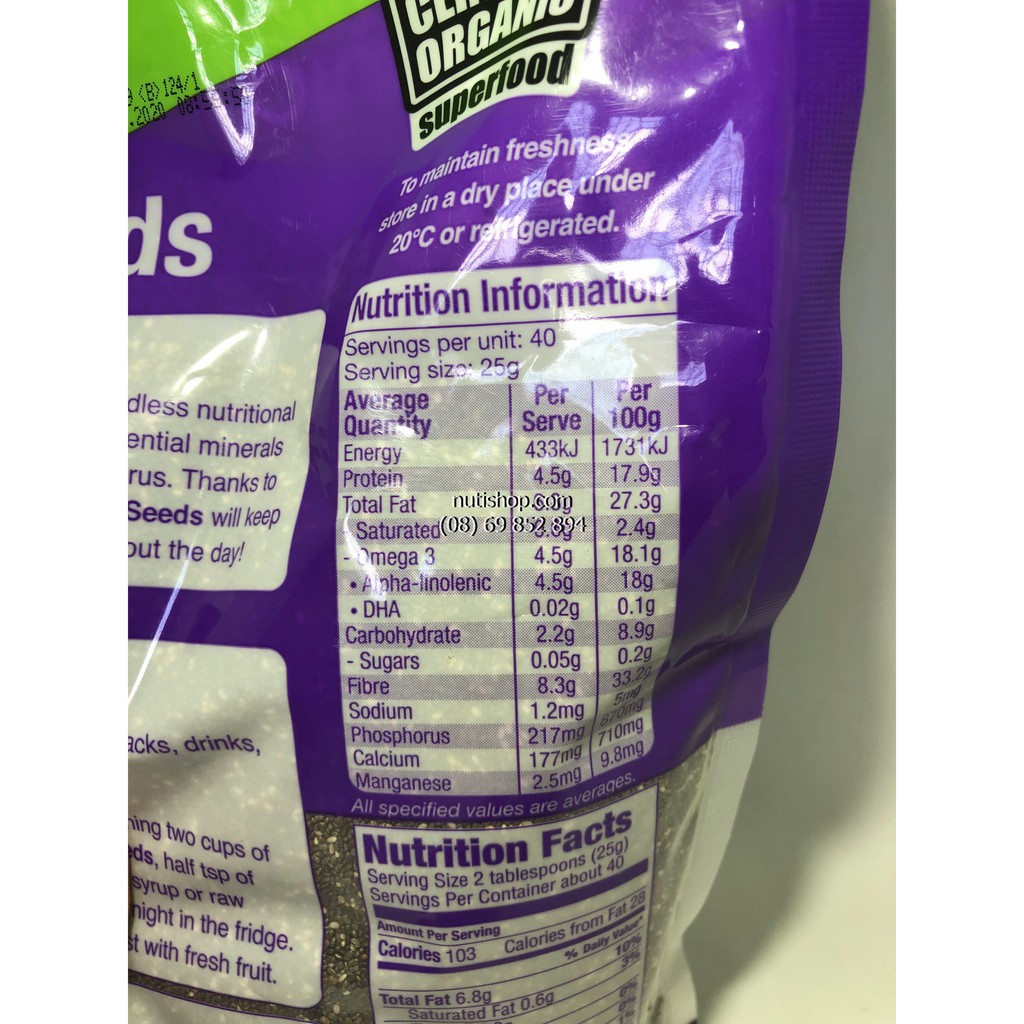 ORGANIC
superfood
(B) 124/1
To maintain freshness
store in a dry place under
20°C or refrigerated.
ds
dless nutritional
ential minerals
rus. Thanks to
Seeds will keep
out the day!
acks, drinks,
ing two cups of
eds, half tsp of
syrup or raw
night in the fridge.
st with fresh fruit.
Nutrition Information
Servings per unit: 40
Serving size: 25g
Average Quantity Per Serve Per 100g
Energy 433kJ 1731kJ
Protein 4.5g 17.9g
Total Fat 27.3g
nutishop.com
- Saturated 2.4g
(08) 69 852 894
- Omega 3 4.5g 18.1g
• Alpha-linolenic 4.5g 18g
• DHA 0.02g 0.1g
Carbohydrate 2.2g 8.9g
- Sugars 0.05g 0.2g
Fibre 8.3g 33.2g
Sodium 1.2mg 5mg
Phosphorus 217mg 870mg
Calcium 177mg 710mg
Manganese 2.5mg 9.8mg
All specified values are averages.
Nutrition Facts
Serving Size 2 tablespoons (25g)
Servings Per Container about 40
Amount Per Serving
Calories 103 Calories from Fat 28
% Daily Value*
Total Fat 6.8g 10%
Saturated Fat 0.6g 3%